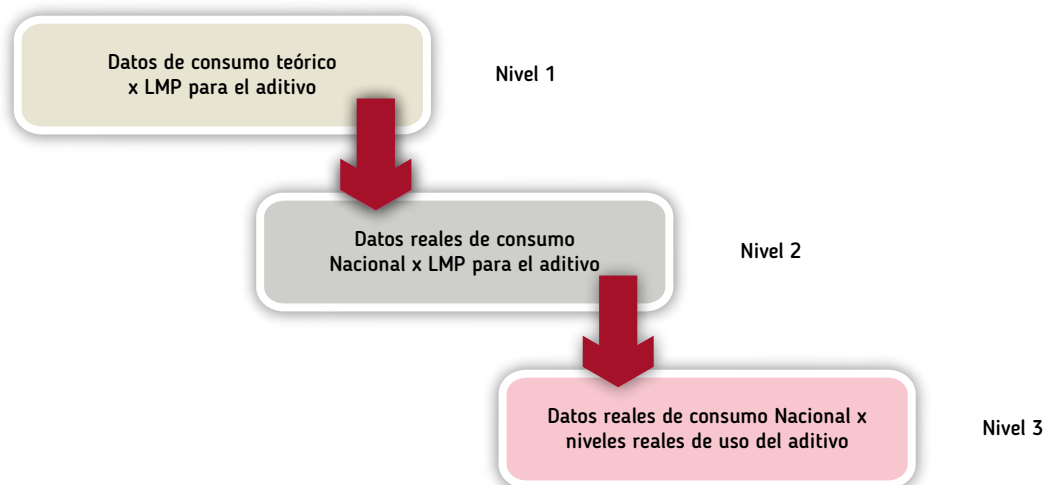 Datos de consumo teórico
x LMP para el aditivo
Nivel 1
Datos reales de consumo
Nacional x LMP para el aditivo
Nivel 2
Datos reales de consumo Nacional x
niveles reales de uso del aditivo
Nivel 3